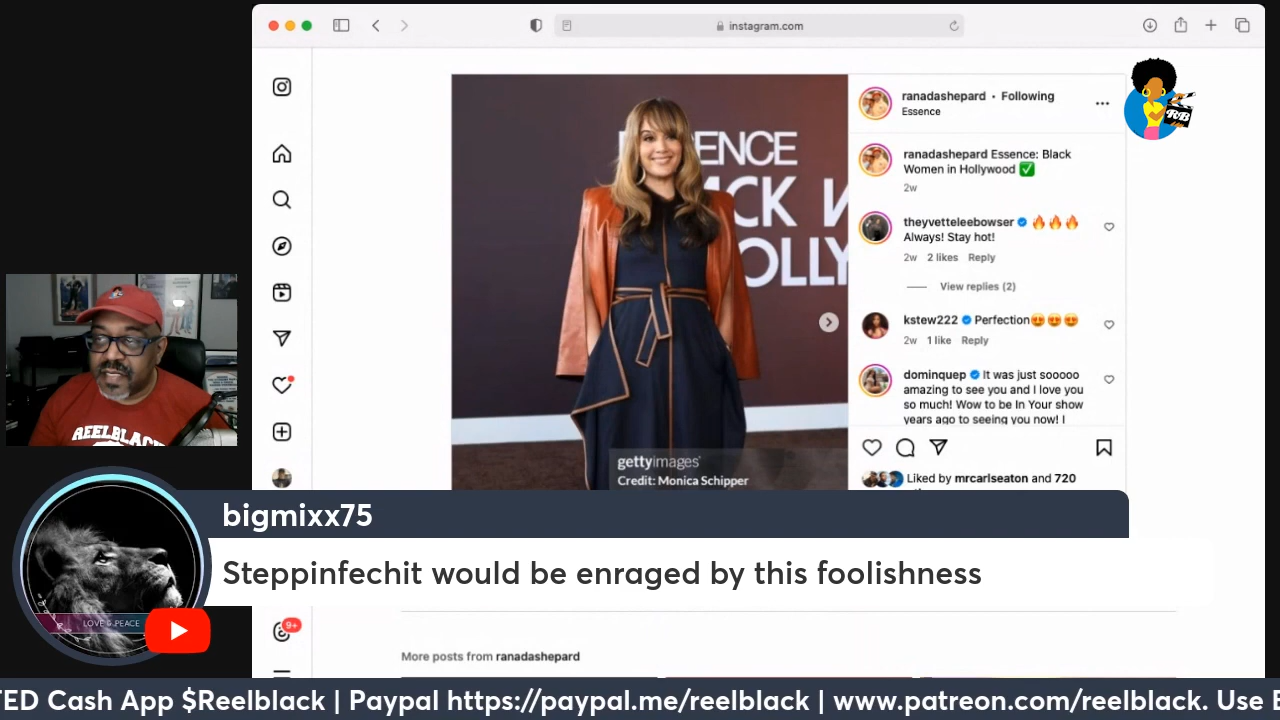 instagram.com
ranadashepard • Following
Essence
ranadashepard Essence: Black
Women in Hollywood ✅
2w
theyvetteleebowser 🔥🔥🔥
Always! Stay hot!
2w 2 likes Reply
View replies (2)
kstew222 Perfection😍😍😍
2w 1 like Reply
dominquep It was just sooooo
amazing to see you and I love you
so much! Wow to be In Your show
years ago to seeing you now! I
Liked by mrcarlseaton and 720
ENCE
CK W
OLLY
gettyimages®
Credit: Monica Schipper
RB
REELBLACK
bigmixx75
Steppinfechit would be enraged by this foolishness
LOVE & PEACE
9+
More posts from ranadashepard
TED Cash App $Reelblack | Paypal https://paypal.me/reelblack | www.patreon.com/reelblack. Use